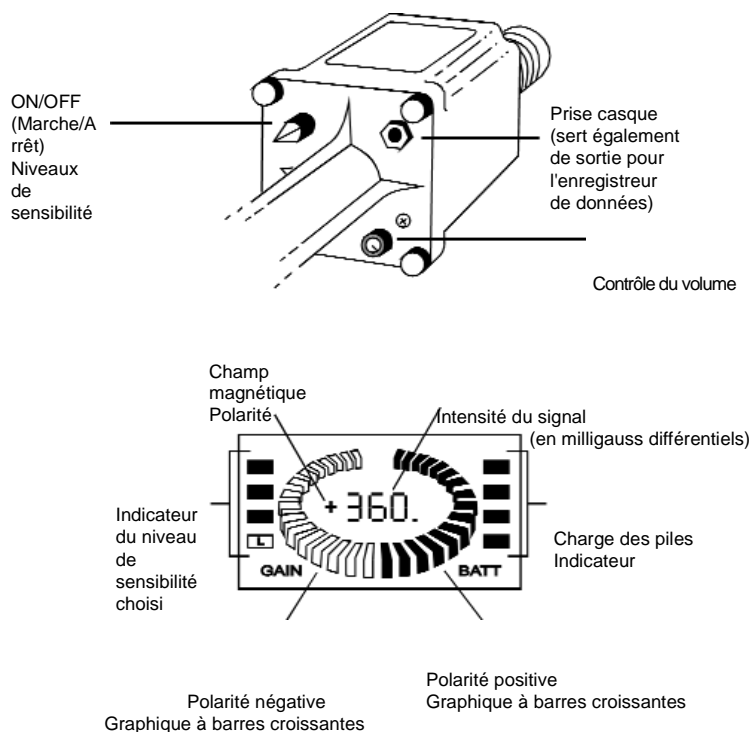 ON/OFF
(Marche/A
rrêt)
Niveaux
de
sensibilité
Prise casque
(sert également
de sortie pour
l'enregistreur
de données)
Contrôle du volume
Champ
magnétique
Polarité
Intensité du signal
(en milligauss différentiels)
+360.
L
GAIN
BATT
Indicateur
du niveau
de
sensibilité
choisi
Charge des piles
Indicateur
Polarité négative
Graphique à barres croissantes
Polarité positive
Graphique à barres croissantes